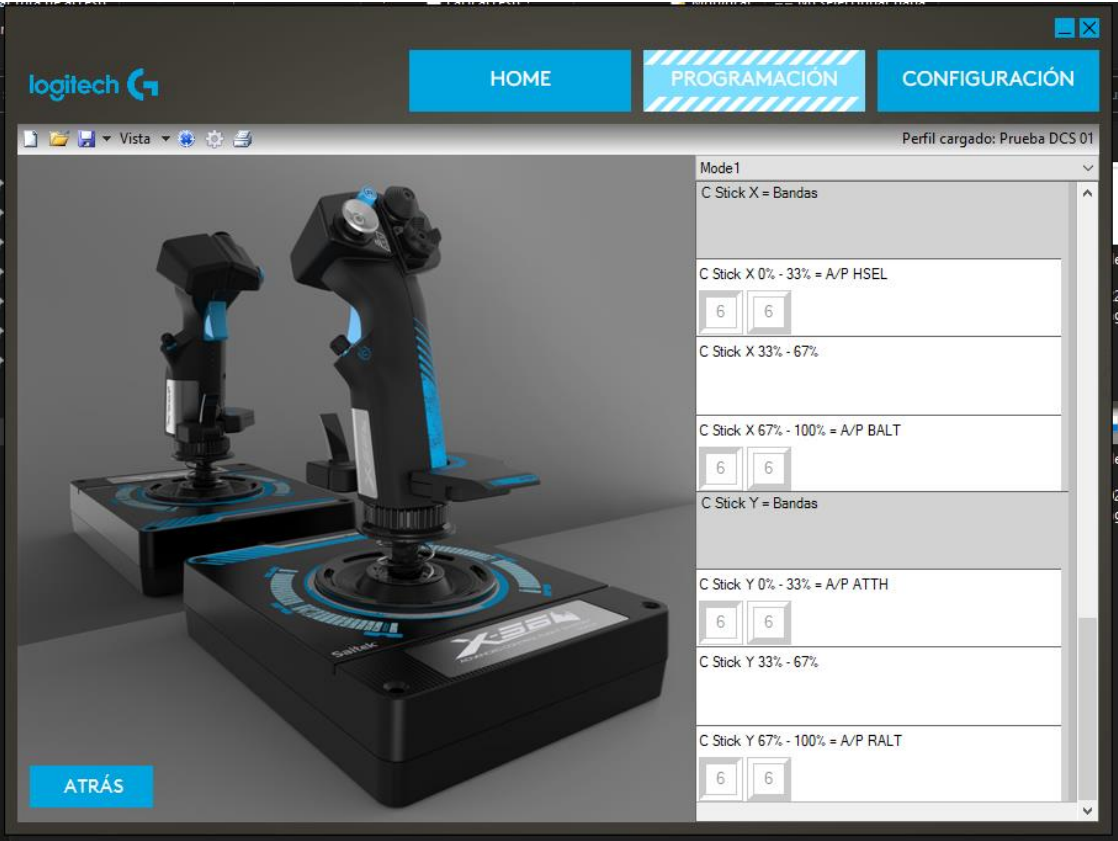 logitech G
HOME
PROGRAMACIÓN
CONFIGURACIÓN
Vista
Perfil cargado: Prueba DCS 01
Mode1
C Stick X = Bandas
C Stick X 0% - 33% = A/P HSEL
6 6
C Stick X 33% - 67%
C Stick X 67% - 100% = A/P BALT
6 6
C Stick Y = Bandas
C Stick Y 0% - 33% = A/P ATTH
6 6
C Stick Y 33% - 67%
C Stick Y 67% - 100% = A/P RALT
6 6
X-56
Saitek
ATRÁS